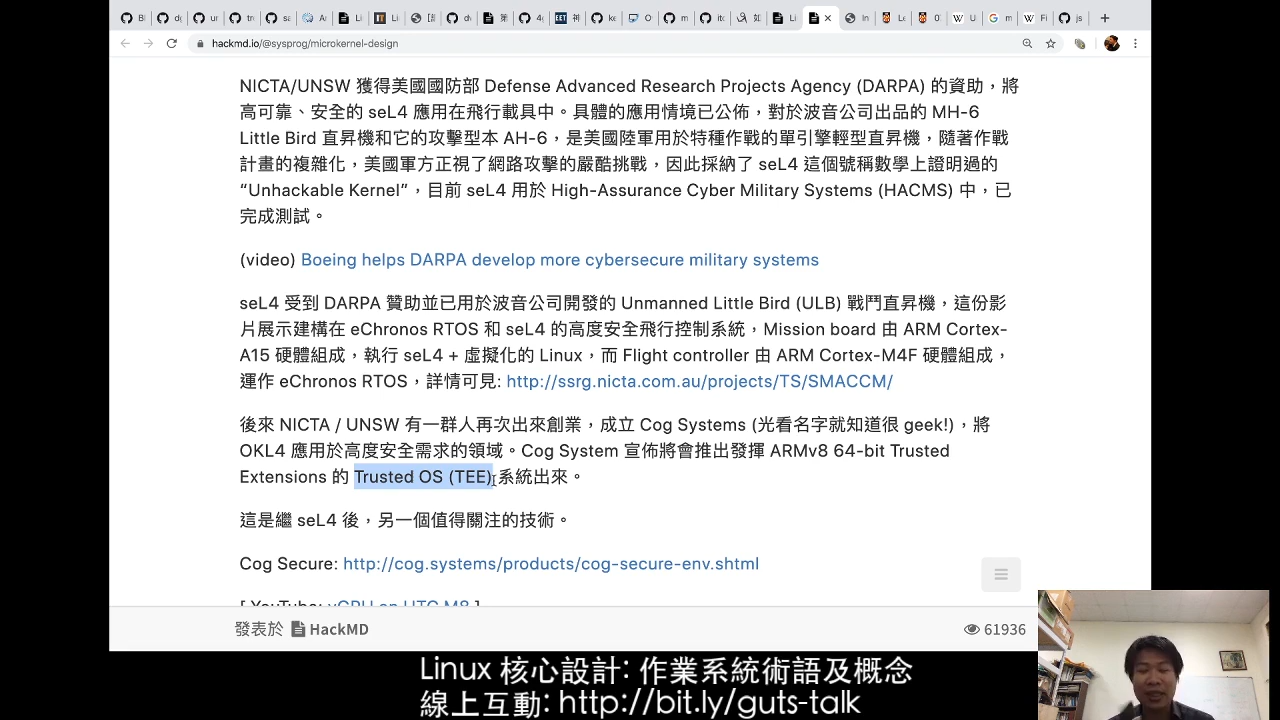 hackmd.io/@sysprog/microkernel-design
NICTA/UNSW 獲得美國國防部 Defense Advanced Research Projects Agency (DARPA) 的資助，將
高可靠、安全的 seL4 應用在飛行載具中。具體的應用情境已公佈，對於波音公司出品的 MH-6
Little Bird 直昇機和它的攻擊型本 AH-6，是美國陸軍用於特種作戰的單引擎輕型直昇機，隨著作戰
計畫的複雜化，美國軍方正視了網路攻擊的嚴酷挑戰，因此採納了 seL4 這個號稱數學上證明過的
“Unhackable Kernel”，目前 seL4 用於 High-Assurance Cyber Military Systems (HACMS) 中，已
完成測試。
(video) Boeing helps DARPA develop more cybersecure military systems
seL4 受到 DARPA 贊助並已用於波音公司開發的 Unmanned Little Bird (ULB) 戰鬥直昇機，這份影
片展示建構在 eChronos RTOS 和 seL4 的高度安全飛行控制系統，Mission board 由 ARM Cortex-
A15 硬體組成，執行 seL4 + 虛擬化的 Linux，而 Flight controller 由 ARM Cortex-M4F 硬體組成，
運作 eChronos RTOS，詳情可見: http://ssrg.nicta.com.au/projects/TS/SMACCM/
後來 NICTA / UNSW 有一群人再次出來創業，成立 Cog Systems (光看名字就知道很 geek!)，將
OKL4 應用於高度安全需求的領域。Cog System 宣佈將會推出發揮 ARMv8 64-bit Trusted
Extensions 的 Trusted OS (TEE) 系統出來。
這是繼 seL4 後，另一個值得關注的技術。
Cog Secure: http://cog.systems/products/cog-secure-env.shtml
[ YouTube: vGPU on HTC M8 ]
發表於 HackMD
61936
Linux 核心設計: 作業系統術語及概念
線上互動: http://bit.ly/guts-talk